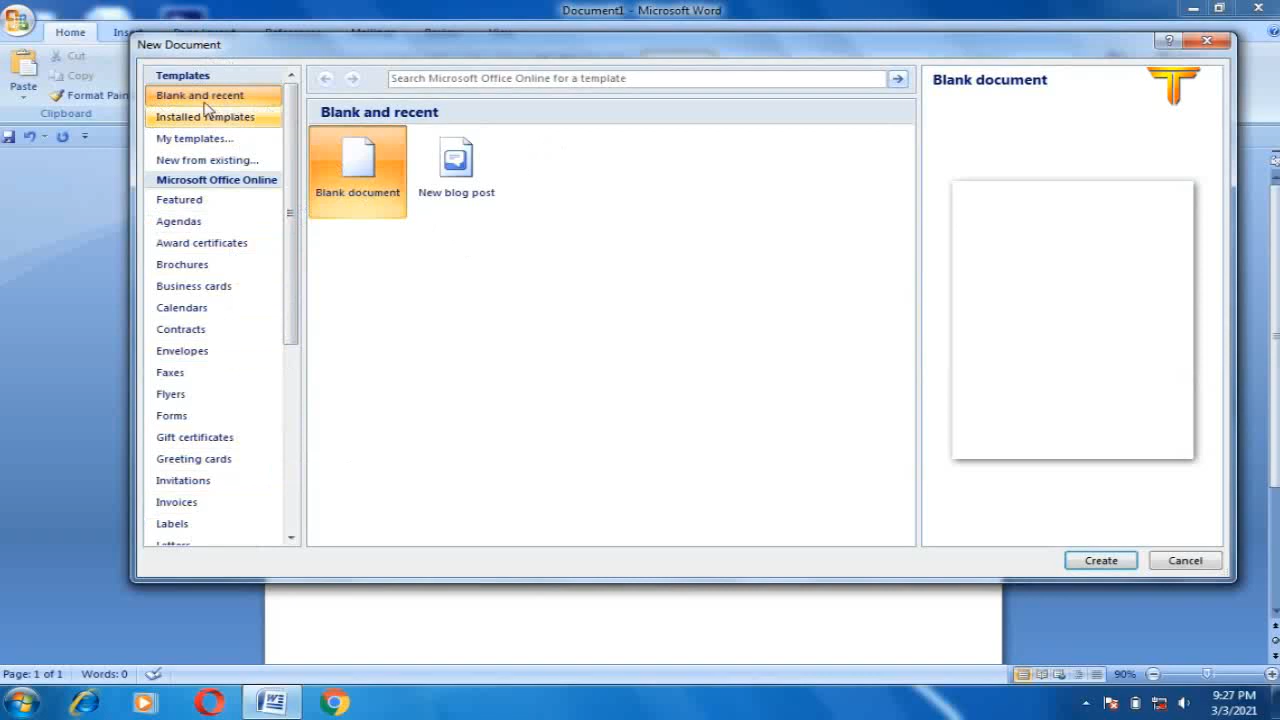 Document1 - Microsoft Word
Home
New Document
Cut
Copy
Format Pain
Paste
Clipboard
Templates
Blank and recent
Installed Templates
My templates...
New from existing...
Microsoft Office Online
Featured
Agendas
Award certificates
Brochures
Business cards
Calendars
Contracts
Envelopes
Faxes
Flyers
Forms
Gift certificates
Greeting cards
Invitations
Invoices
Labels
Search Microsoft Office Online for a template
Blank and recent
Blank document
New blog post
Blank document
Create
Cancel
Page: 1 of 1
Words: 0
90%
9:27 PM
3/3/2021